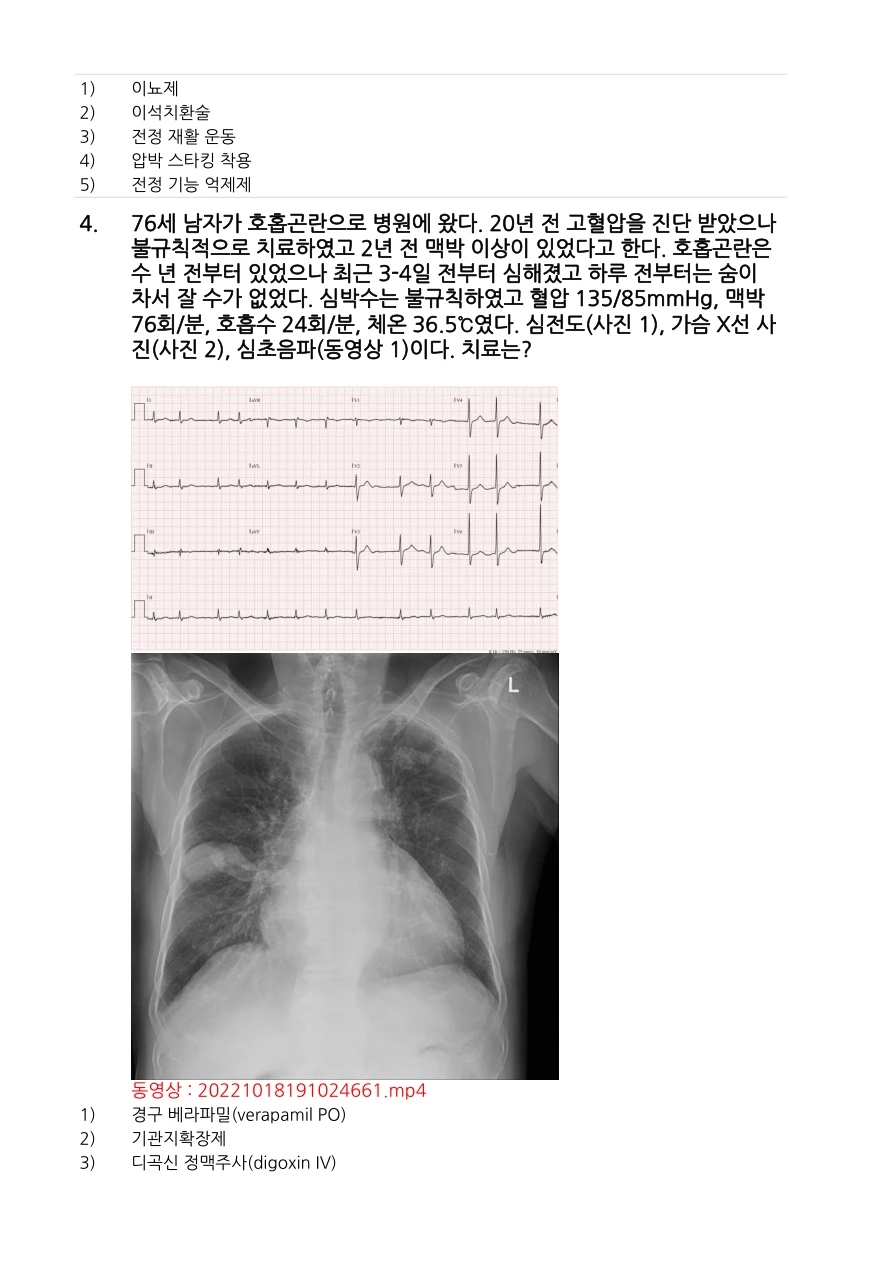 1) 이뇨제
2) 이석치환술
3) 전정 재활 운동
4) 압박 스타킹 착용
5) 전정 기능 억제제
4. 76세 남자가 호흡곤란으로 병원에 왔다. 20년 전 고혈압을 진단 받았으나
불규칙적으로 치료하였고 2년 전 맥박 이상이 있었다고 한다. 호흡곤란은
수 년 전부터 있었으나 최근 3-4일 전부터 심해졌고 하루 전부터는 숨이
차서 잘 수가 없었다. 심박수는 불규칙하였고 혈압 135/85mmHg, 맥박
76회/분, 호흡수 24회/분, 체온 36.5℃였다. 심전도(사진 1), 가슴 X선 사
진(사진 2), 심초음파(동영상 1)이다. 치료는?
I aVR V1 V4
II aVL V2 V5
III aVF V3 V6
II
L
동영상 : 20221018191024661.mp4
1) 경구 베라파밀(verapamil PO)
2) 기관지확장제
3) 디곡신 정맥주사(digoxin IV)